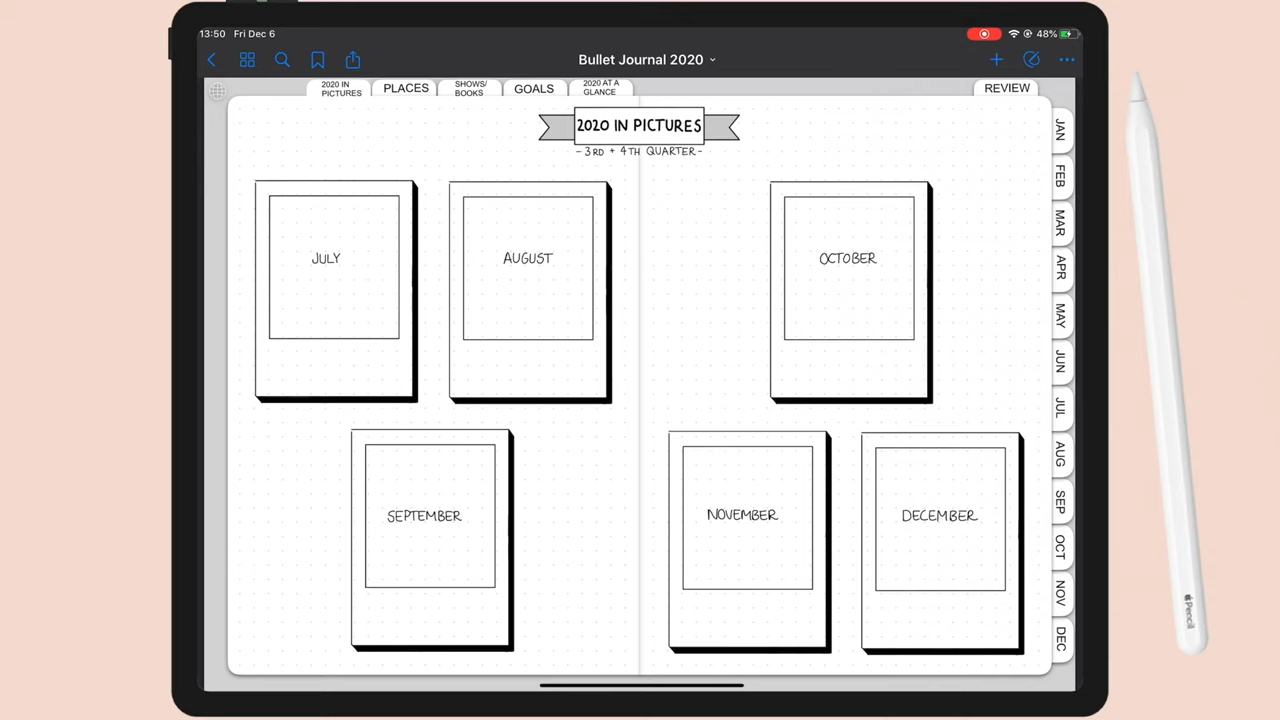 13:50 Fri Dec 6
48%
Bullet Journal 2020
2020 IN
PICTURES
PLACES
SHOWS/
BOOKS
GOALS
2020 AT A
GLANCE
REVIEW
2020 IN PICTURES
- 3RD + 4TH QUARTER -
JULY
AUGUST
OCTOBER
SEPTEMBER
NOVEMBER
DECEMBER
JAN
FEB
MAR
APR
MAY
JUN
JUL
AUG
SEP
OCT
NOV
DEC
Pencil